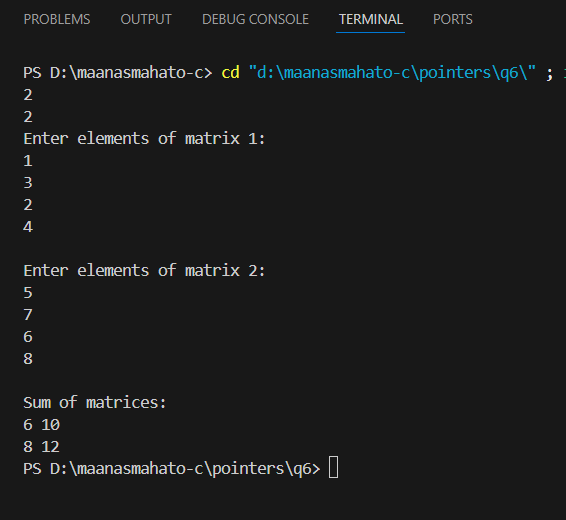 PROBLEMS OUTPUT DEBUG CONSOLE TERMINAL PORTS
PS D:\maanasmahato-c> cd "d:\maanasmahato-c\pointers\q6\" ;
2
2
Enter elements of matrix 1:
1
3
2
4
Enter elements of matrix 2:
5
7
6
8
Sum of matrices:
6 10
8 12
PS D:\maanasmahato-c\pointers\q6>